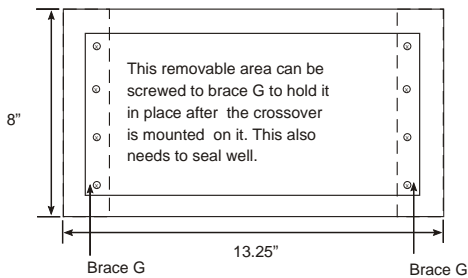 This removable area can be
screwed to brace G to hold it
in place after the crossover
is mounted on it. This also
needs to seal well.
8”
13.25”
Brace G
Brace G